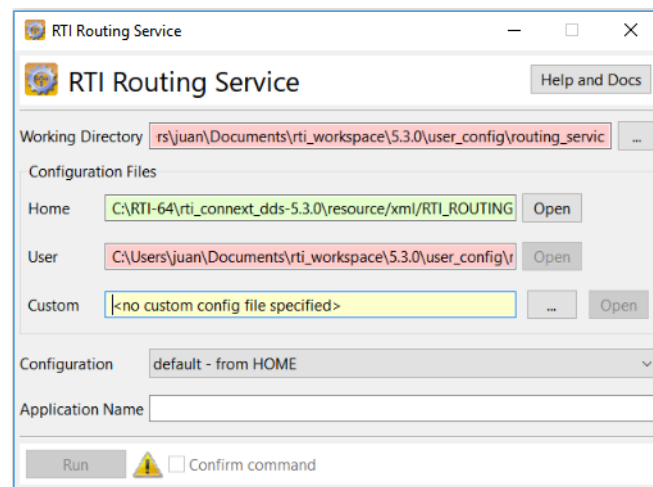 RTI Routing Service
RTI Routing Service
Help and Docs
Working Directory
rs\juan\Documents\rti_workspace\5.3.0\user_config\routing_servic
...
Configuration Files
Home
C:\RTI-64\rti_connext_dds-5.3.0\resource/xml/RTI_ROUTING
Open
User
C:\Users\juan\Documents\rti_workspace\5.3.0\user_config\r
Open
Custom
<no custom config file specified>
...
Open
Configuration
default - from HOME
Application Name
Run
Confirm command